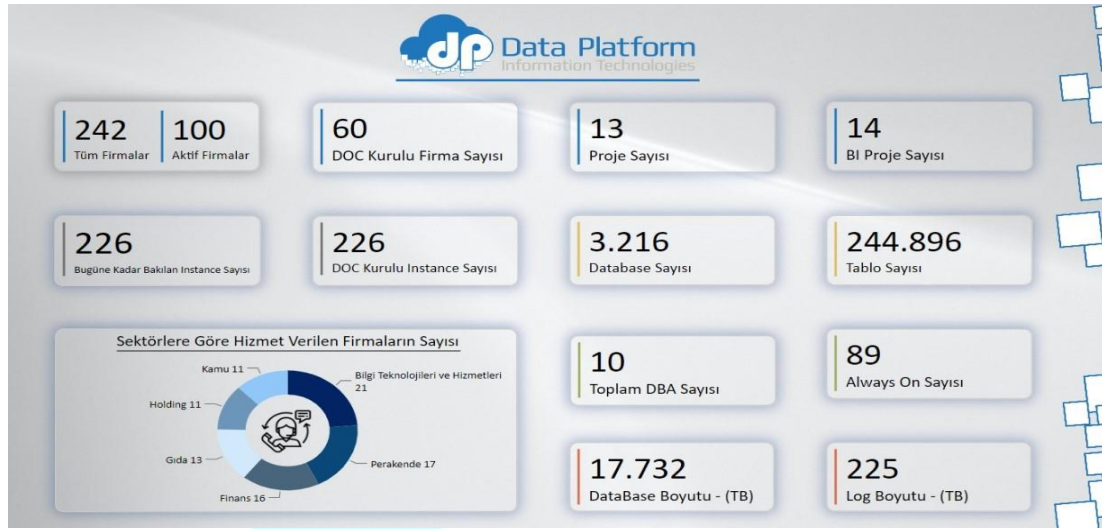 dp Data Platform
Information Technologies
242
Tüm Firmalar
100
Aktif Firmalar
60
DOC Kurulu Firma Sayısı
13
Proje Sayısı
14
BI Proje Sayısı
226
Bugüne Kadar Bakılan Instance Sayısı
226
DOC Kurulu Instance Sayısı
3.216
Database Sayısı
244.896
Tablo Sayısı
Sektörlere Göre Hizmet Verilen Firmaların Sayısı
Kamu 11
Bilgi Teknolojileri ve Hizmetleri
21
Holding 11
Gıda 13
Perakende 17
Finans 16
10
Toplam DBA Sayısı
89
Always On Sayısı
17.732
DataBase Boyutu - (TB)
225
Log Boyutu - (TB)